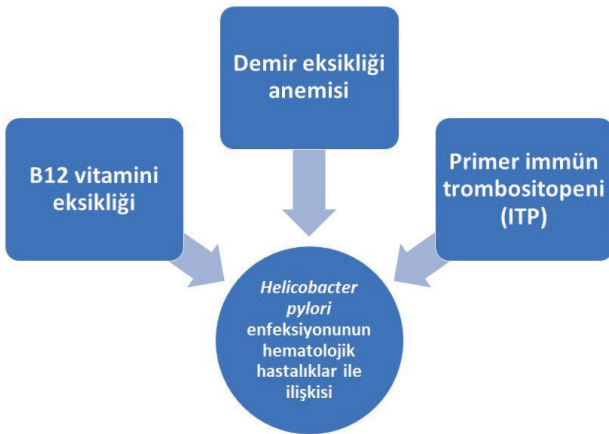 Demir eksikliği
anemisi
B12 vitamini
eksikliği
Primer immün
trombositopeni
(ITP)
Helicobacter
pylori
enfeksiyonunun
hematolojik
hastalıklar ile
ilişkisi